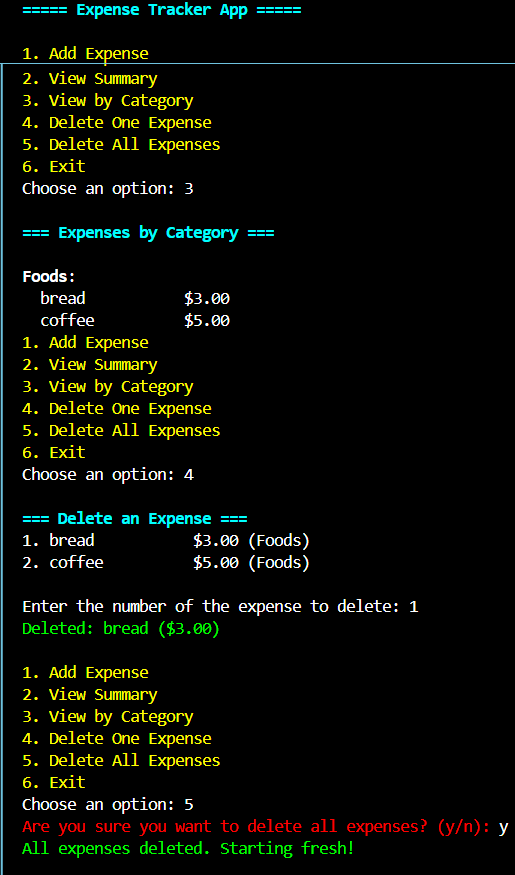 ===== Expense Tracker App =====
1. Add Expense
2. View Summary
3. View by Category
4. Delete One Expense
5. Delete All Expenses
6. Exit
Choose an option: 3
=== Expenses by Category ===
Foods:
bread $3.00
coffee $5.00
1. Add Expense
2. View Summary
3. View by Category
4. Delete One Expense
5. Delete All Expenses
6. Exit
Choose an option: 4
=== Delete an Expense ===
1. bread $3.00 (Foods)
2. coffee $5.00 (Foods)
Enter the number of the expense to delete: 1
Deleted: bread ($3.00)
1. Add Expense
2. View Summary
3. View by Category
4. Delete One Expense
5. Delete All Expenses
6. Exit
Choose an option: 5
Are you sure you want to delete all expenses? (y/n): y
All expenses deleted. Starting fresh!